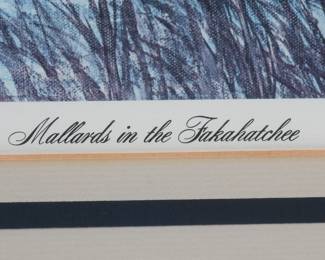 Mallards in the Fakahatchee